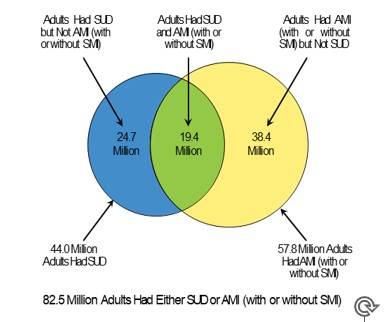 Adults Had SUD
but Not AMI (with
or without SMI)
Adults Had SUD
and AMI (with or
without SMI)
Adults Had AMI
(with or without
SMI) but Not SUD
24.7
Million
19.4
Million
38.4
Million
44.0 Million
Adults Had SUD
57.8 Million Adults
Had AMI (with or
without SMI)
82.5 Million Adults Had Either SUD or AMI (with or without SMI)